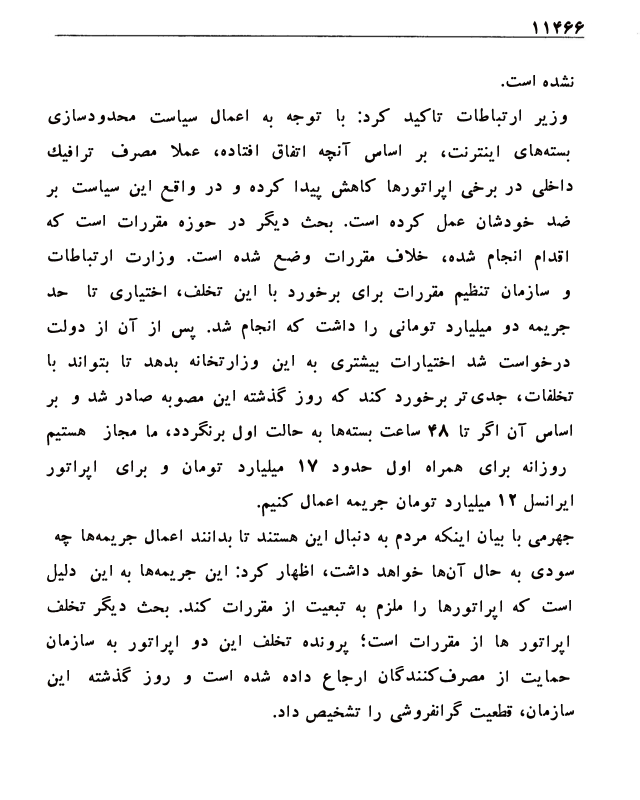 ۱۱۴۶۶
نشده است.
وزیر ارتباطات تاکید کرد: با توجه به اعمال سیاست محدودسازی
بسته‌های اینترنت، بر اساس آنچه اتفاق افتاده، عملا مصرف ترافیك
داخلی در برخی اپراتورها کاهش پیدا کرده و در واقع این سیاست بر
ضد خودشان عمل کرده است. بحث دیگر در حوزه مقررات است که
اقدام انجام شده، خلاف مقررات وضع شده است. وزارت ارتباطات
و سازمان تنظیم مقررات برای برخورد با این تخلف، اختیاری تا حد
جریمه دو میلیارد تومانی را داشت که انجام شد. پس از آن از دولت
درخواست شد اختیارات بیشتری به این وزارتخانه بدهد تا بتواند با
تخلفات، جدی‌تر برخورد کند که روز گذشته این مصوبه صادر شد و بر
اساس آن اگر تا ۴۸ ساعت بسته‌ها به حالت اول برنگردد، ما مجاز هستیم
روزانه برای همراه اول حدود ۱۷ میلیارد تومان و برای اپراتور
ایرانسل ۱۲ میلیارد تومان جریمه اعمال کنیم.
جهرمی با بیان اینکه مردم به دنبال این هستند تا بدانند اعمال جریمه‌ها چه
سودی به حال آن‌ها خواهد داشت، اظهار کرد: این جریمه‌ها به این دلیل
است که اپراتورها را ملزم به تبعیت از مقررات کند. بحث دیگر تخلف
اپراتور ها از مقررات است؛ پرونده تخلف این دو اپراتور به سازمان
حمایت از مصرف‌کنندگان ارجاع داده شده است و روز گذشته این
سازمان، قطعیت گرانفروشی را تشخیص داد.